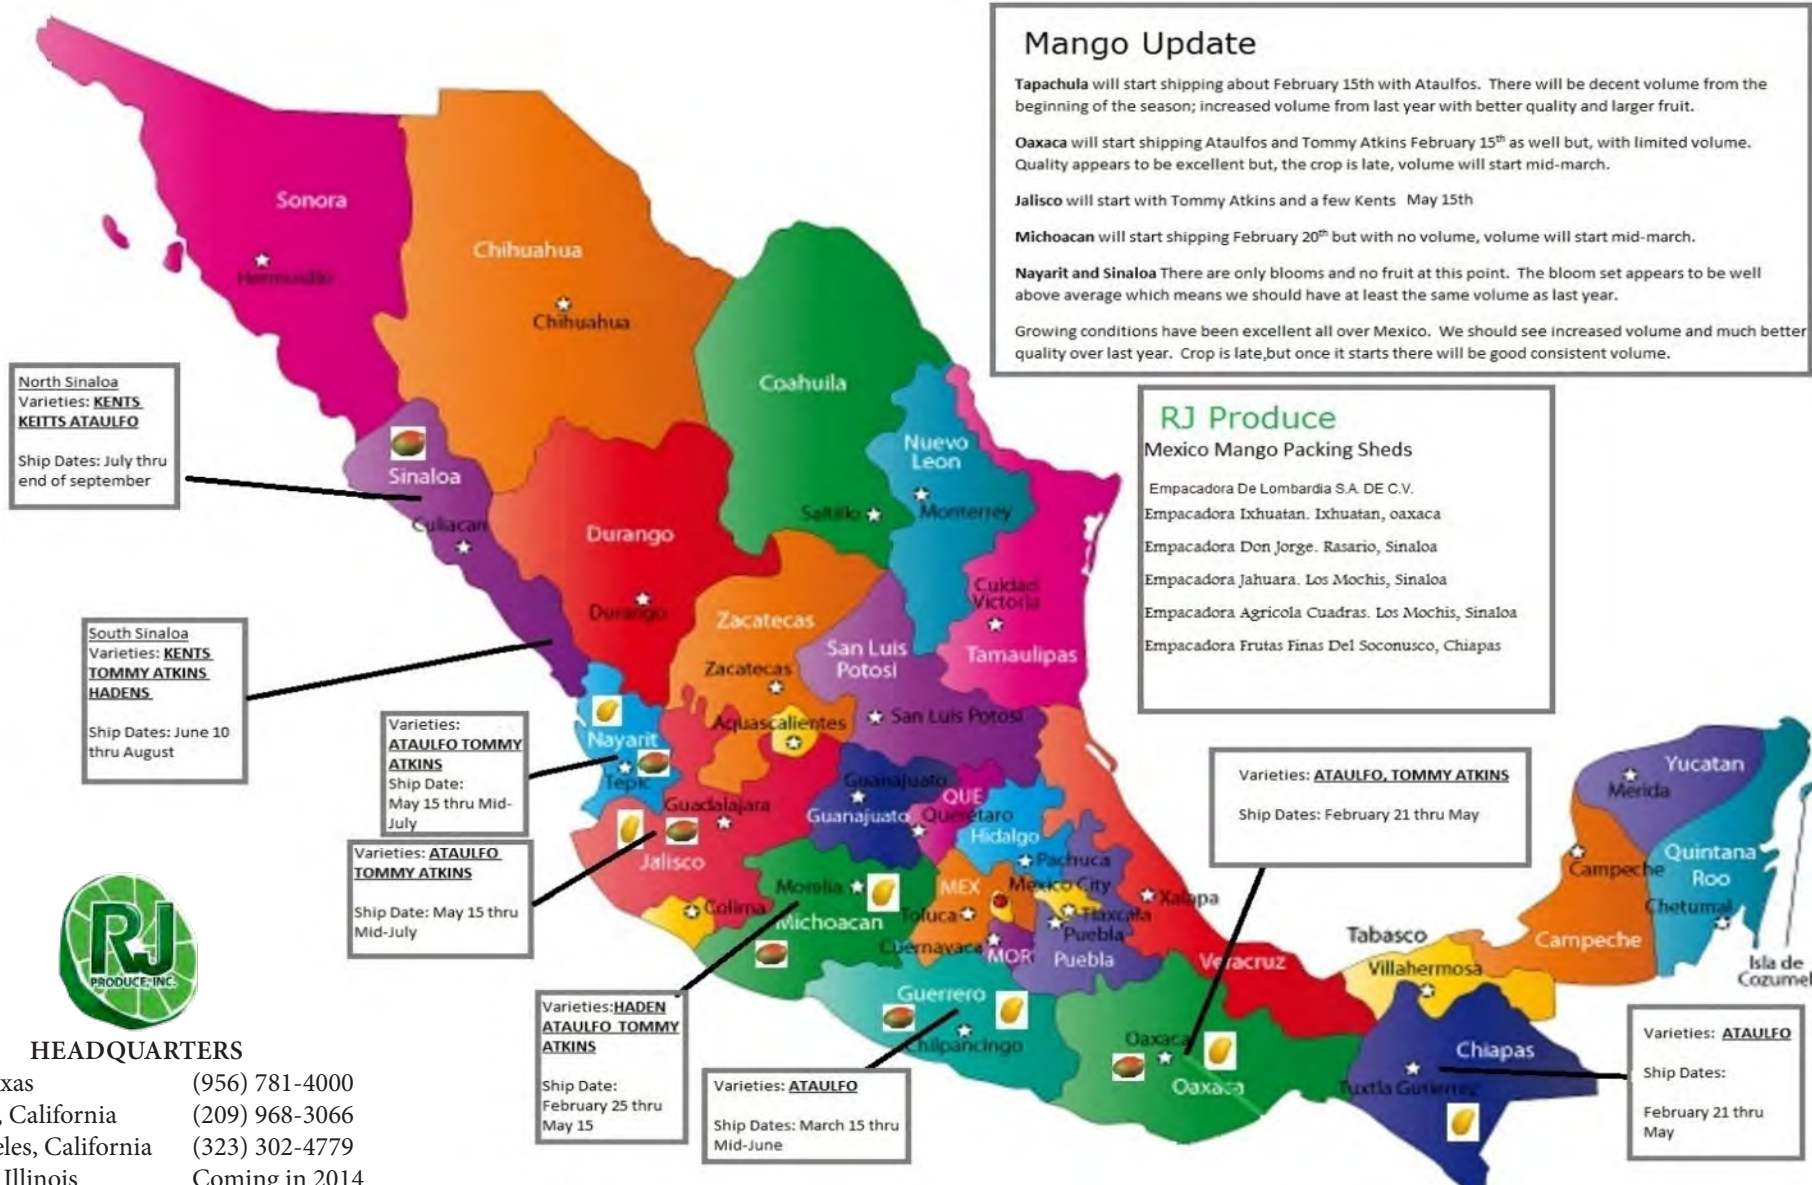 Mango Update
Tapachula will start shipping about February 15th with Ataulfos. There will be decent volume from the
beginning of the season; increased volume from last year with better quality and larger fruit.
Oaxaca will start shipping Ataulfos and Tommy Atkins February 15th as well but, with limited volume.
Quality appears to be excellent but, the crop is late, volume will start mid-march.
Jalisco will start with Tommy Atkins and a few Kents May 15th
Michoacan will start shipping February 20th but with no volume, volume will start mid-march.
Nayarit and Sinaloa There are only blooms and no fruit at this point. The bloom set appears to be well
above average which means we should have at least the same volume as last year.
Growing conditions have been excellent all over Mexico. We should see increased volume and much better
quality over last year. Crop is late,but once it starts there will be good consistent volume.
RJ Produce
Mexico Mango Packing Sheds
Empacadora De Lombardia S.A. DE C.V.
Empacadora Ixhuatan. Ixhuatan, oaxaca
Empacadora Don Jorge. Rasario, Sinaloa
Empacadora Jahuara. Los Mochis, Sinaloa
Empacadora Agricola Cuadras. Los Mochis, Sinaloa
Empacadora Frutas Finas Del Soconusco, Chiapas
Sonora
Chihuahua
Chihuahua
Coahuila
Saltillo
Nuevo
Leon
Monterrey
North Sinaloa
Varieties: KENTS
KEITTS ATAULFO
Ship Dates: July thru
end of september
Sinaloa
Culiacan
Durango
Durango
Zacatecas
Zacatecas
San Luis
Potosi
San Luis Potosi
Cuidad
Victoria
Tamaulipas
South Sinaloa
Varieties: KENTS
TOMMY ATKINS
HADENS
Ship Dates: June 10
thru August
Varieties:
ATAULFO TOMMY
ATKINS
Ship Date:
May 15 thru Mid-
July
Nayarit
Tepic
Aquascalientes
Guanajuato
Guanajuato
QUE
Queretaro
Hidalgo
Pachuca
Guadalajara
Jalisco
Varieties: ATAULFO
TOMMY ATKINS
Ship Date: May 15 thru
Mid-July
Colima
Morelia
Michoacan
MEX
Mexico City
Toluca
Tlaxcala
Puebla
Cuernavaca
MOR
Puebla
Xalapa
Veracruz
Varieties: ATAULFO, TOMMY ATKINS
Ship Dates: February 21 thru May
Yucatan
Merida
Campeche
Campeche
Quintana
Roo
Chetumal
Isla de
Cozumel
Tabasco
Villahermosa
Varieties:HADEN
ATAULFO TOMMY
ATKINS
Ship Date:
February 25 thru
May 15
Guerrero
Chilpancingo
Varieties: ATAULFO
Ship Dates: March 15 thru
Mid-June
Oaxaca
Oaxaca
Chiapas
Tuxtla Gutierrez
Varieties: ATAULFO
Ship Dates:
February 21 thru
May
RJ
PRODUCE, INC.
HEADQUARTERS
xas (956) 781-4000
, California (209) 968-3066
eles, California (323) 302-4779
Illinois Coming in 2014